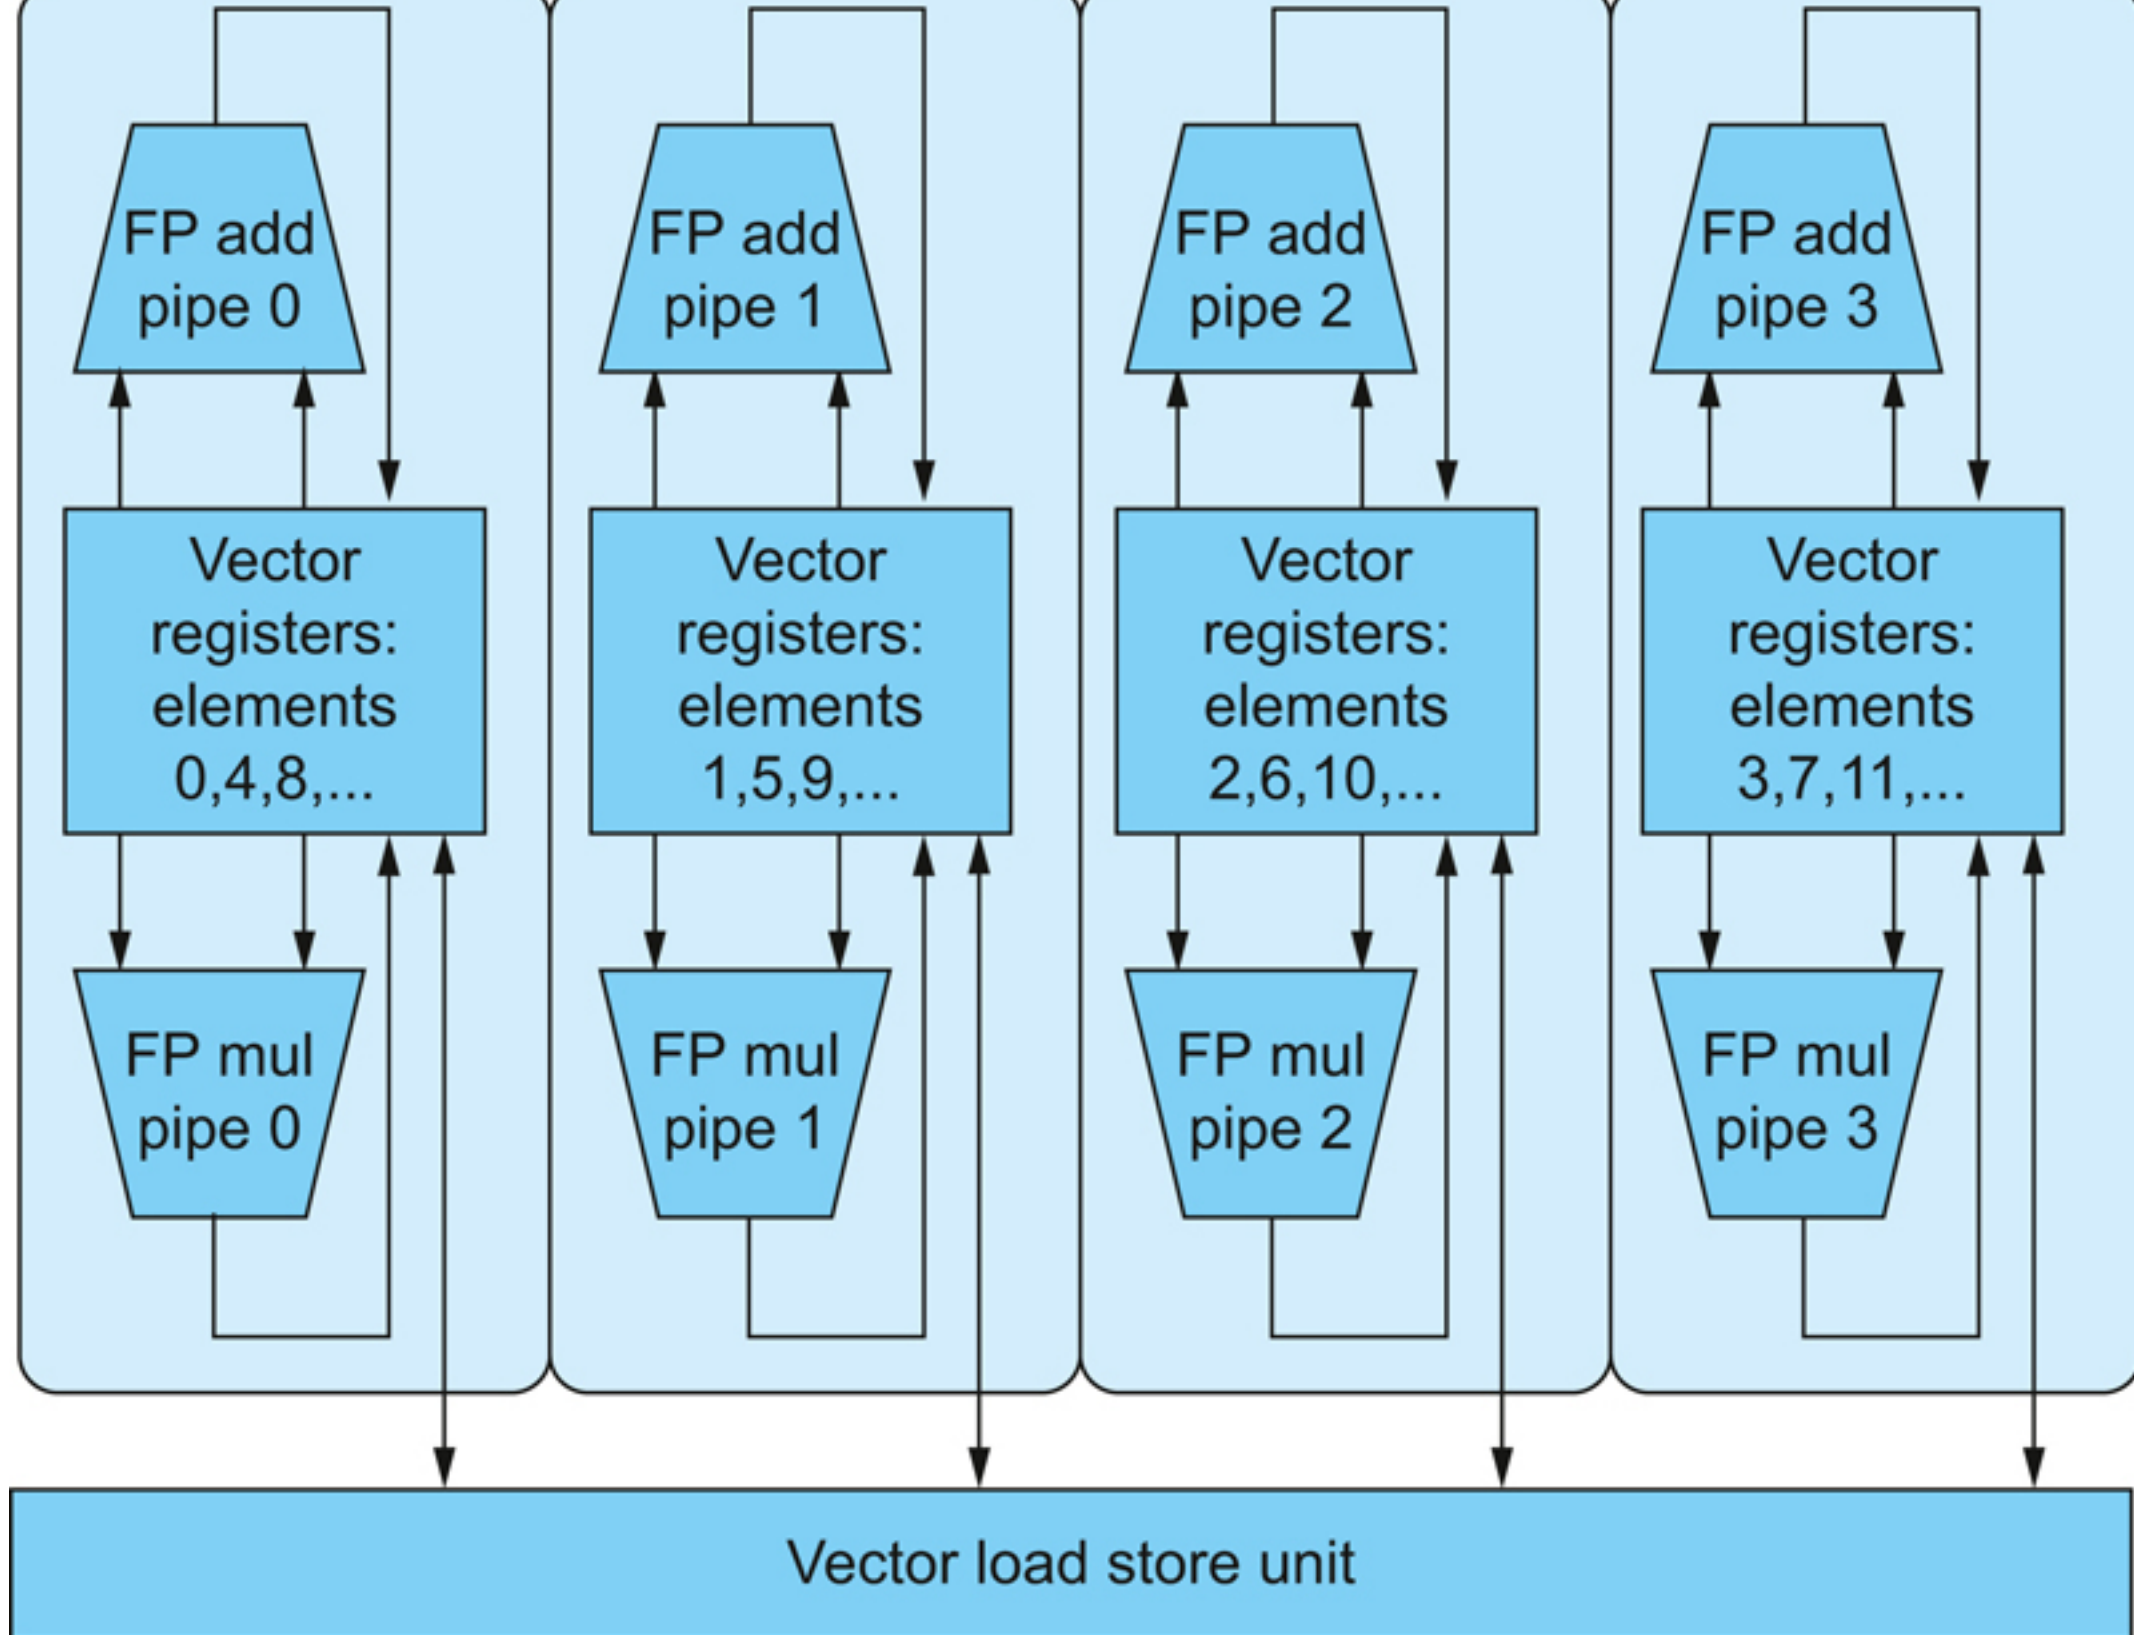 FP add
pipe 0
FP add
pipe 1
FP add
pipe 2
FP add
pipe 3
Vector
registers:
elements
0,4,8,...
Vector
registers:
elements
1,5,9,...
Vector
registers:
elements
2,6,10,...
Vector
registers:
elements
3,7,11,...
FP mul
pipe 0
FP mul
pipe 1
FP mul
pipe 2
FP mul
pipe 3
Vector load store unit